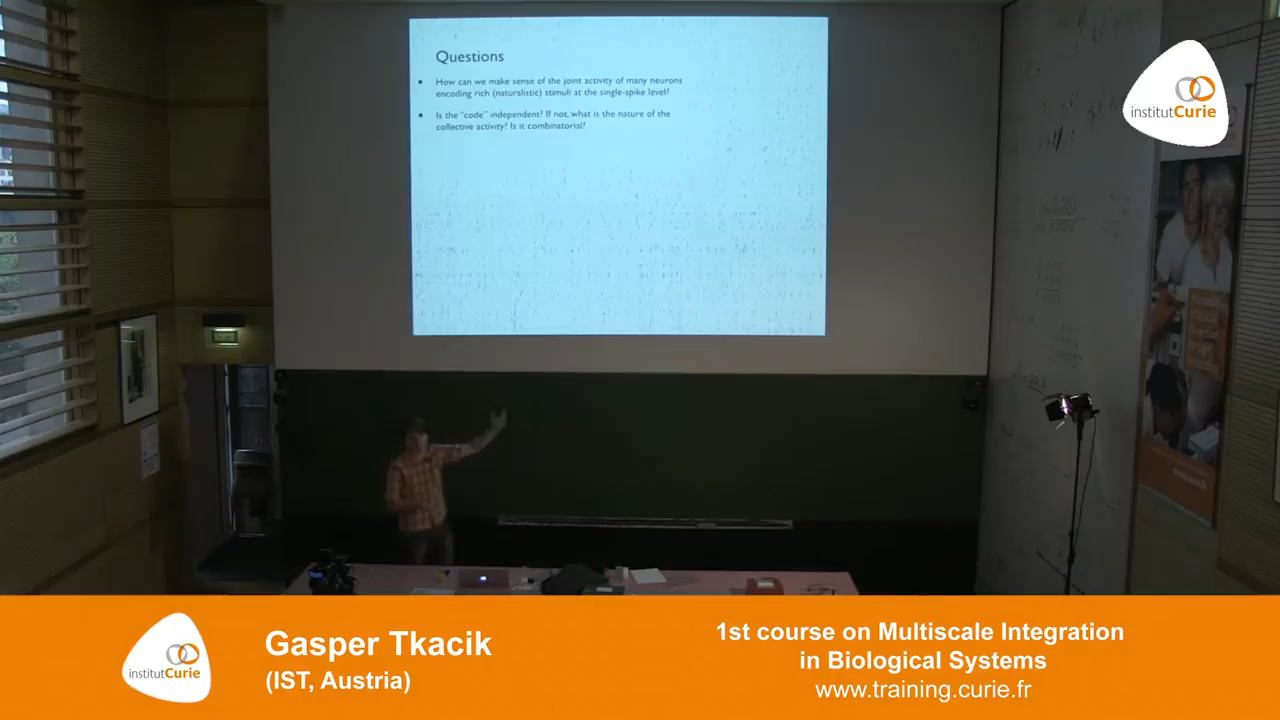 Questions
How can we make sense of the joint activity of many neurons
encoding rich (naturalistic) stimuli at the single-spike level?
Is the "code" independent? If not, what is the nature of the
collective activity? Is it combinatorial?
institutCurie
institutCurie
Gasper Tkacik
(IST, Austria)
1st course on Multiscale Integration
in Biological Systems
www.training.curie.fr